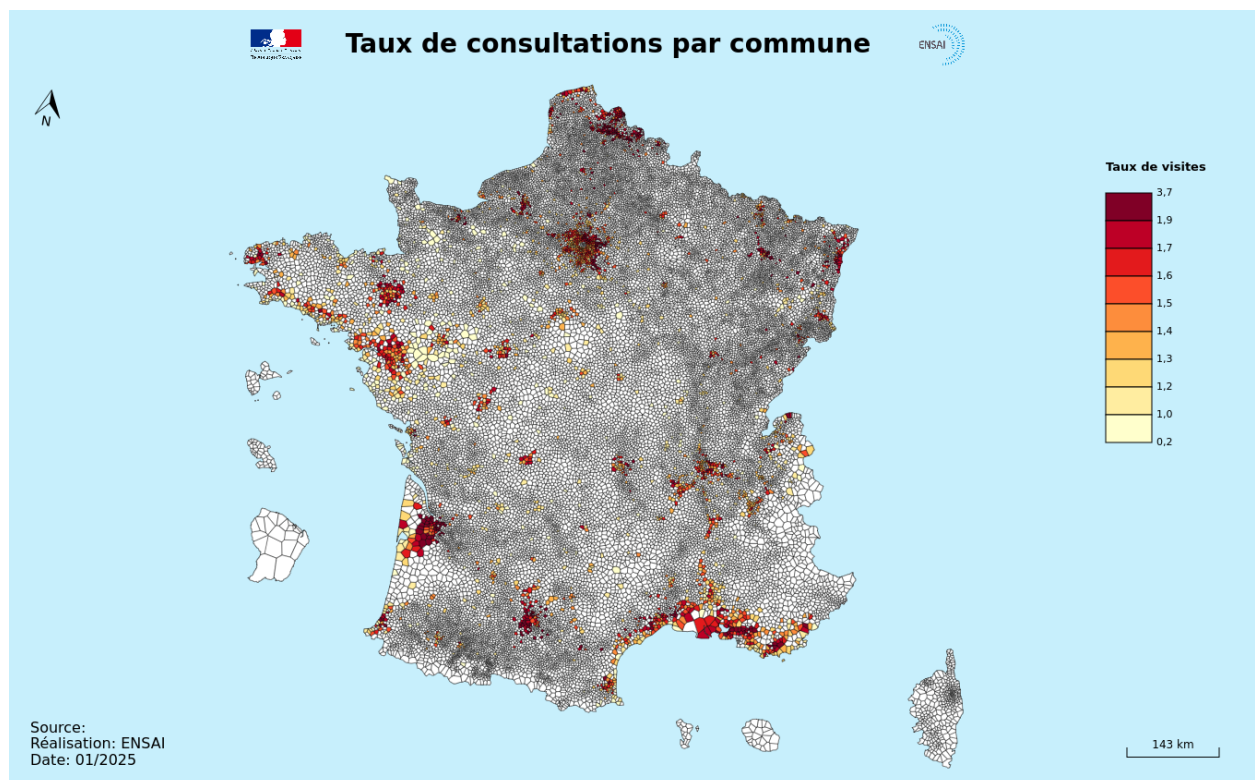 Taux de consultations par commune
ENSAI
N
Taux de visites
3,7
1,9
1,7
1,6
1,5
1,4
1,3
1,2
1,0
0,2
Source:
Réalisation: ENSAI
Date: 01/2025
143 km